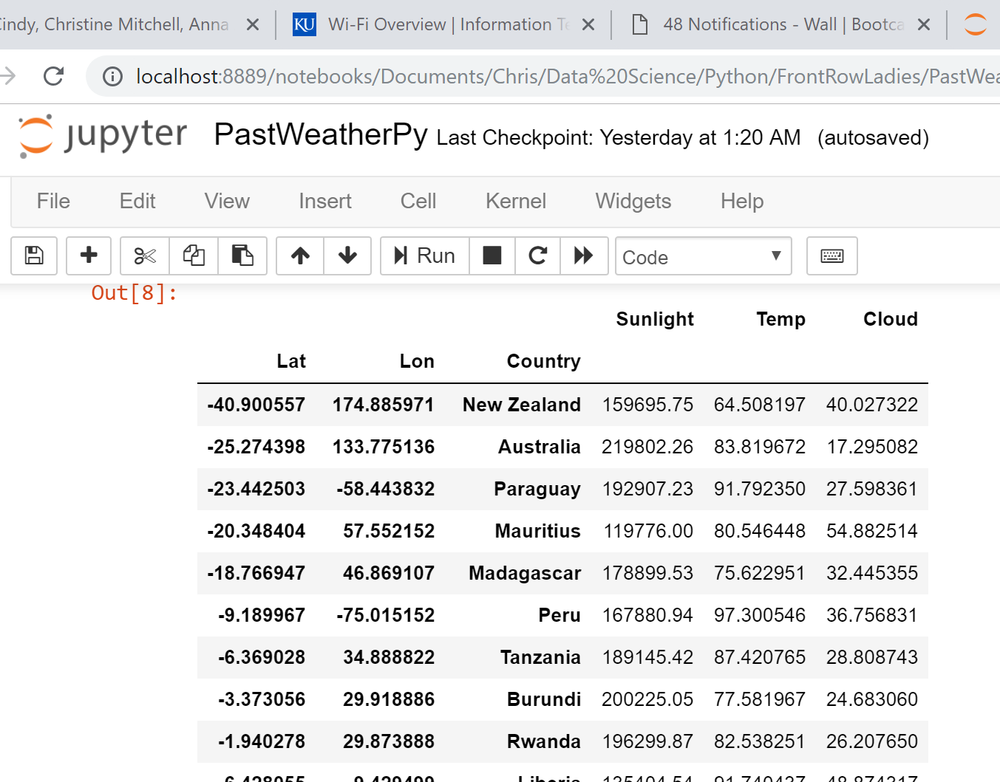 indy, Christine Mitchell, Anna
KU Wi-Fi Overview | Information Te
48 Notifications - Wall | Bootca
localhost:8889/notebooks/Documents/Chris/Data%20Science/Python/FrontRowLadies/PastWea
jupyter PastWeatherPy Last Checkpoint: Yesterday at 1:20 AM (autosaved)
File Edit View Insert Cell Kernel Widgets Help
Run Code
Out[8]:
Sunlight Temp Cloud
Lat Lon Country
-40.900557 174.885971 New Zealand 159695.75 64.508197 40.027322
-25.274398 133.775136 Australia 219802.26 83.819672 17.295082
-23.442503 -58.443832 Paraguay 192907.23 91.792350 27.598361
-20.348404 57.552152 Mauritius 119776.00 80.546448 54.882514
-18.766947 46.869107 Madagascar 178899.53 75.622951 32.445355
-9.189967 -75.015152 Peru 167880.94 97.300546 36.756831
-6.369028 34.888822 Tanzania 189145.42 87.420765 28.808743
-3.373056 29.918886 Burundi 200225.05 77.581967 24.683060
-1.940278 29.873888 Rwanda 196299.87 82.538251 26.207650
Liberia